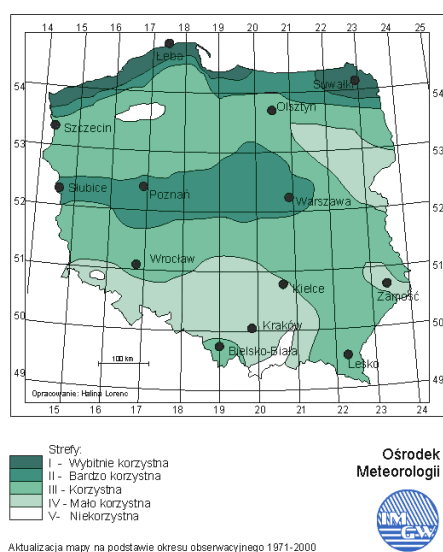 14 15 16 17 18 19 20 21 22 23 24 25
Łeba
54 Suwałki 54
Olsztyn
Szczecin
53 53
Słubice Poznań
52 Warszawa 52
51 Wrocław 51
Kielce Zamość
50 Kraków 50
Bielsko-Biała Lesko
49 100 km 49
Opracowanie: Halina Lorenc
15 16 17 18 19 20 21 22 23 24
Strefy:
I - Wybitnie korzystna
II - Bardzo korzystna
III - Korzystna
IV - Mało korzystna
V- Niekorzystna
Ośrodek
Meteorologii
IM
GW
Aktualizacja mapy na podstawie okresu obserwacyjnego 1971-2000